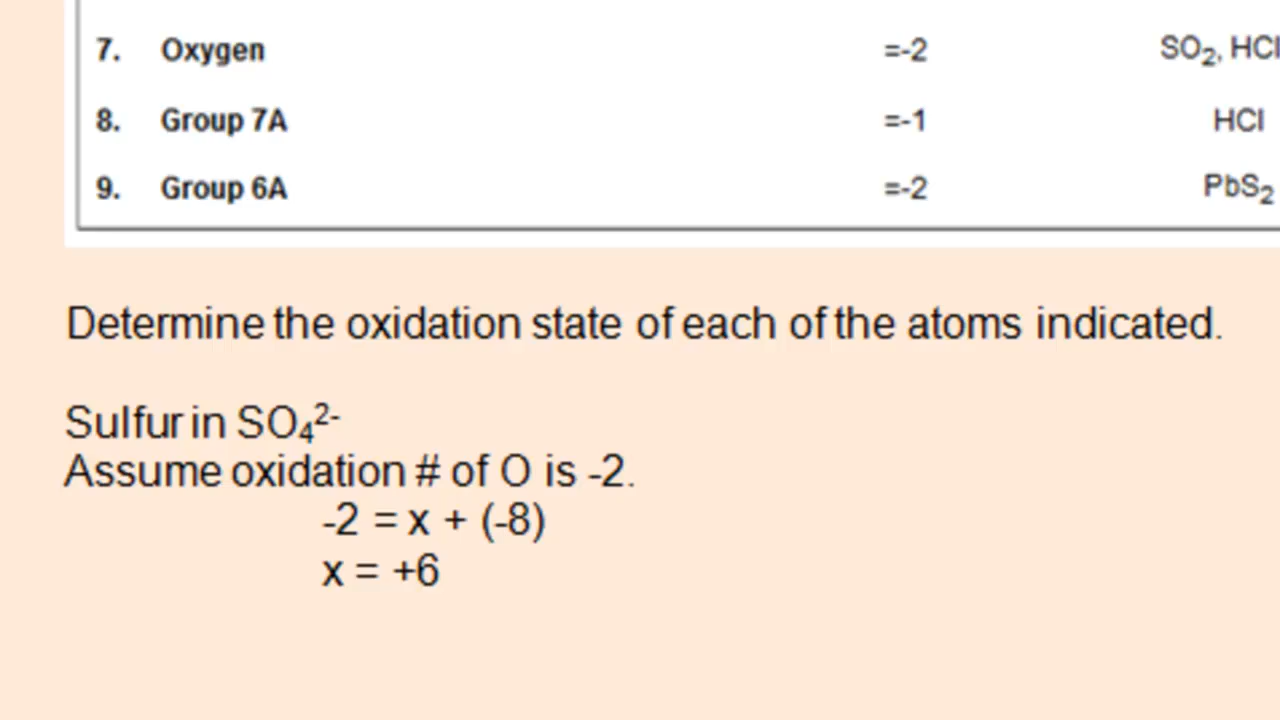 7. Oxygen =-2 SO₂, HCl
8. Group 7A =-1 HCl
9. Group 6A =-2 PbS₂
Determine the oxidation state of each of the atoms indicated.
Sulfur in SO₄²⁻
Assume oxidation # of O is -2.
-2 = x + (-8)
x = +6